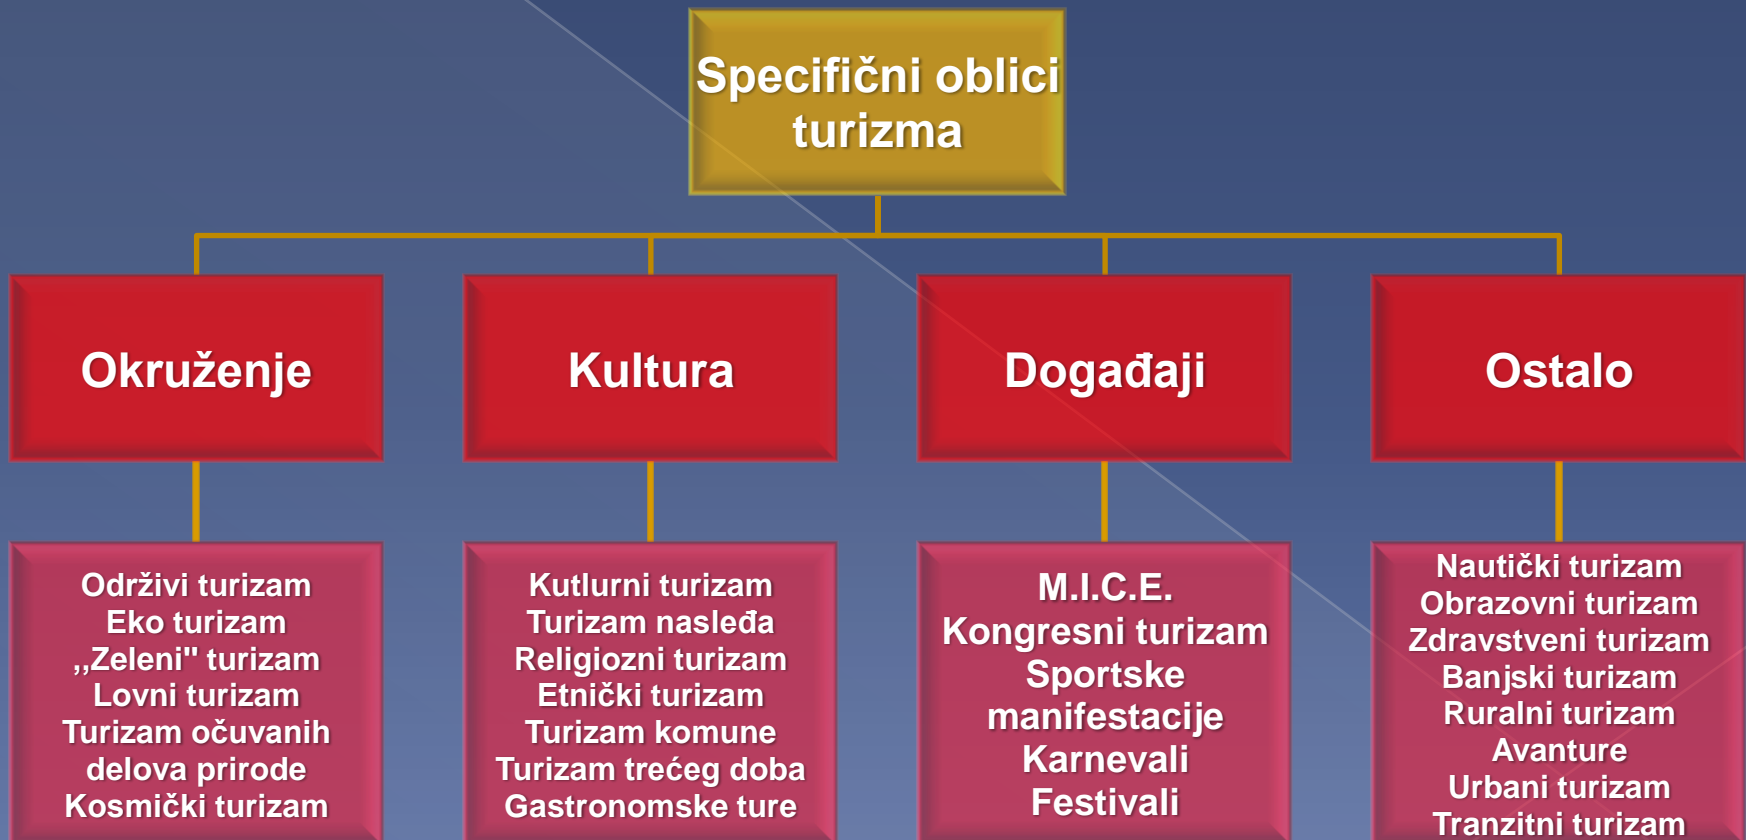 Specifični oblici
turizma
Okruženje
Kultura
Događaji
Ostalo
Održivi turizam
Eko turizam
,,Zeleni" turizam
Lovni turizam
Turizam očuvanih
delova prirode
Kosmički turizam
Kutlurni turizam
Turizam nasleđa
Religiozni turizam
Etnički turizam
Turizam komune
Turizam trećeg doba
Gastronomske ture
M.I.C.E.
Kongresni turizam
Sportske
manifestacije
Karnevali
Festivali
Nautički turizam
Obrazovni turizam
Zdravstveni turizam
Banjski turizam
Ruralni turizam
Avanture
Urbani turizam
Tranzitni turizam